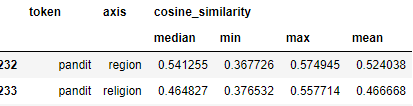 token axis cosine_similarity
median min max mean
232 pandit region 0.541255 0.367726 0.574945 0.524038
233 pandit religion 0.464827 0.376532 0.557714 0.466668